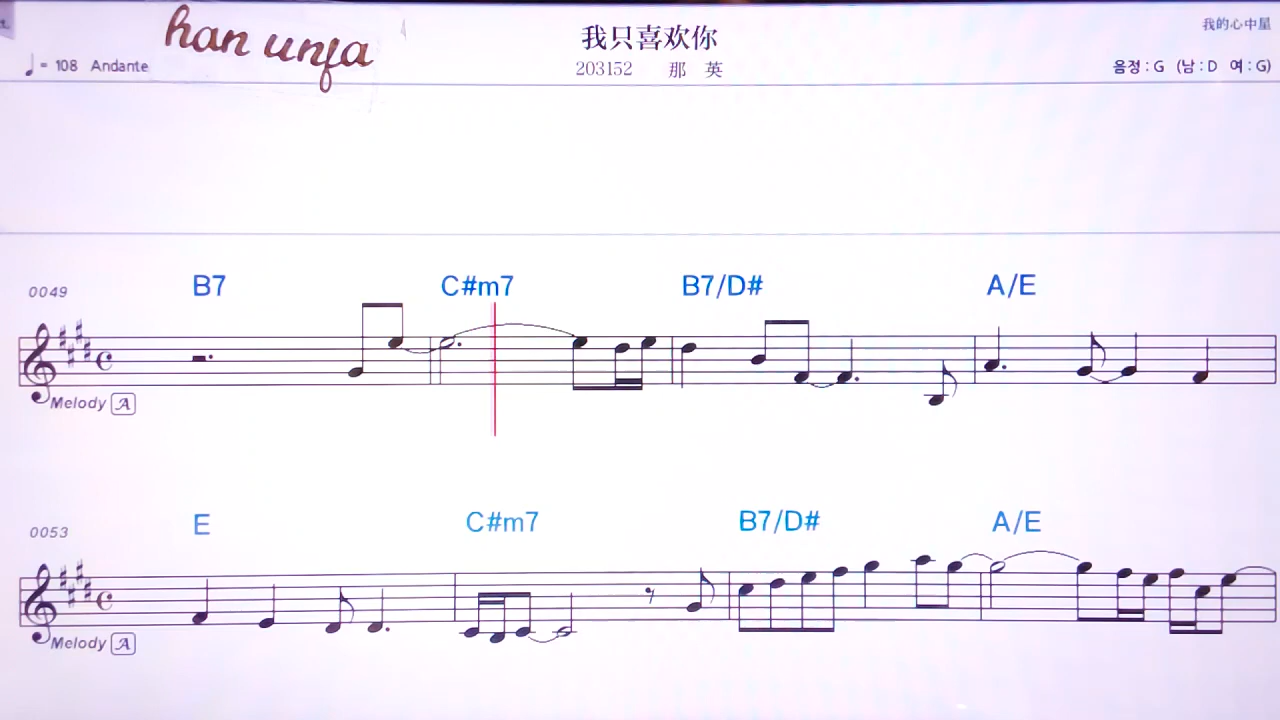 han unfa
我的心中星
我只喜欢你
♩= 108 Andante
203152 那 英
음정 : G (남 : D 여 : G)
B7 C#m7 B7/D# A/E
0049
Melody A
E C#m7 B7/D# A/E
0053
Melody A